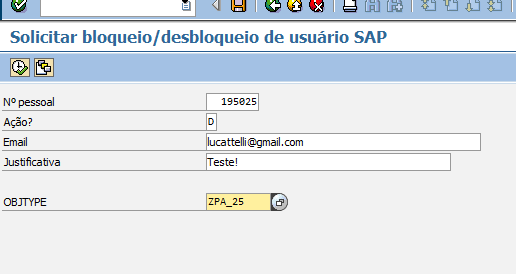 Solicitar bloqueio/desbloqueio de usuário SAP
Nº pessoal 195025
Ação? D
Email lucattelli@gmail.com
Justificativa Teste!
OBJTYPE ZPA_25